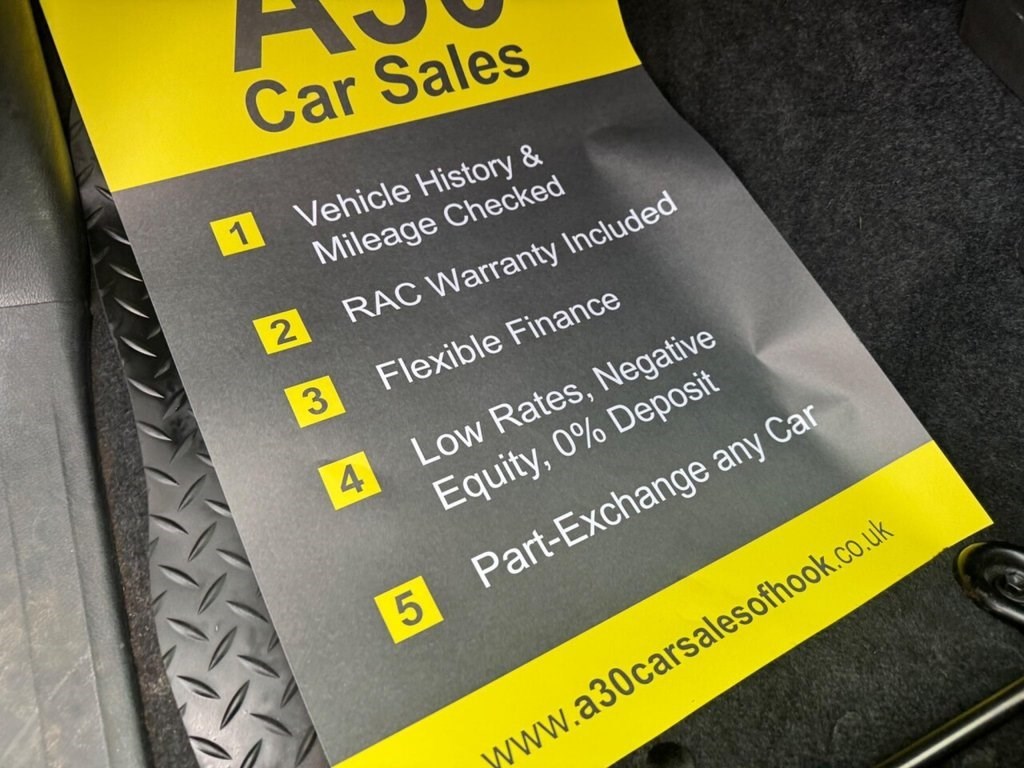 A30
Car Sales
1 Vehicle History &
Mileage Checked
2 RAC Warranty Included
3 Flexible Finance
4 Low Rates, Negative
Equity, 0% Deposit
5 Part-Exchange any Car
www.a30carsalesofhook.co.uk